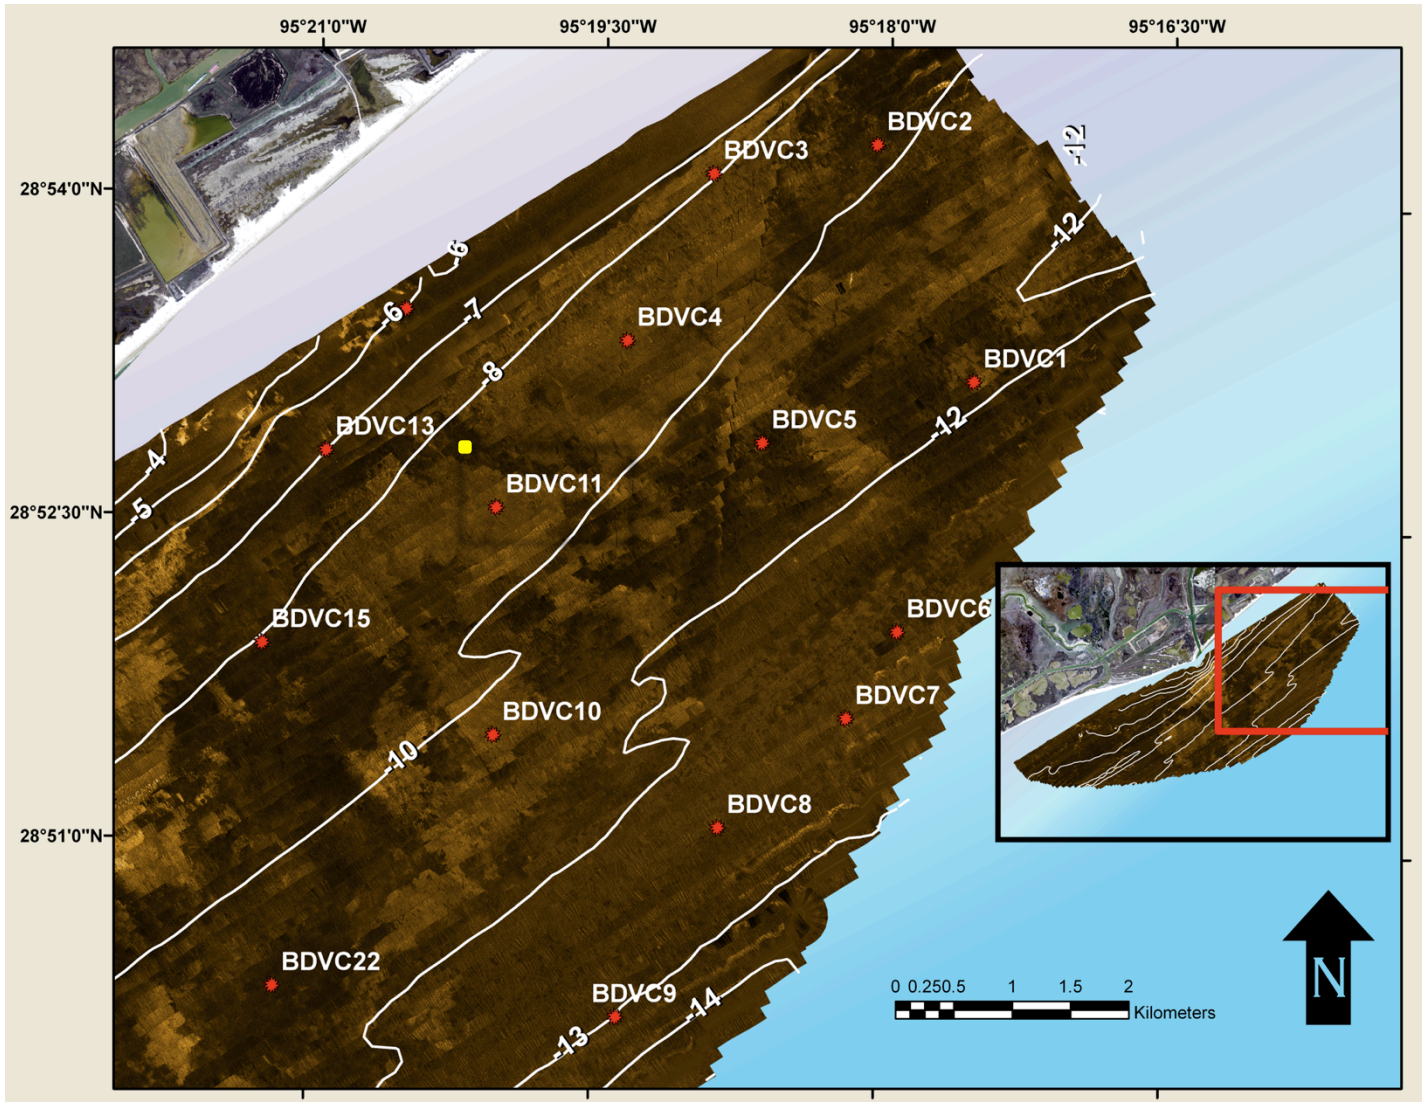 95°21'0"W
95°19'30"W
95°18'0"W
95°16'30"W
28°54'0"N
28°52'30"N
28°51'0"N
BDVC2
-12
BDVC3
-12
-6
-6
-7
BDVC4
BDVC1
-8
-12
BDVC13
BDVC5
-4
BDVC11
-5
BDVC6
BDVC15
BDVC7
BDVC10
-10
BDVC8
BDVC22
BDVC9
-14
-13
0 0.25 0.5 1 1.5 2
Kilometers
N